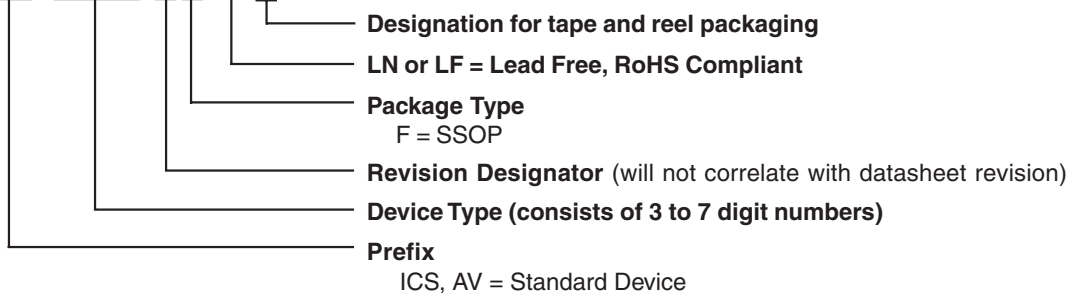 Designation for tape and reel packaging
LN or LF = Lead Free, RoHS Compliant
Package Type
F = SSOP
Revision Designator (will not correlate with datasheet revision)
Device Type (consists of 3 to 7 digit numbers)
Prefix
ICS, AV = Standard Device